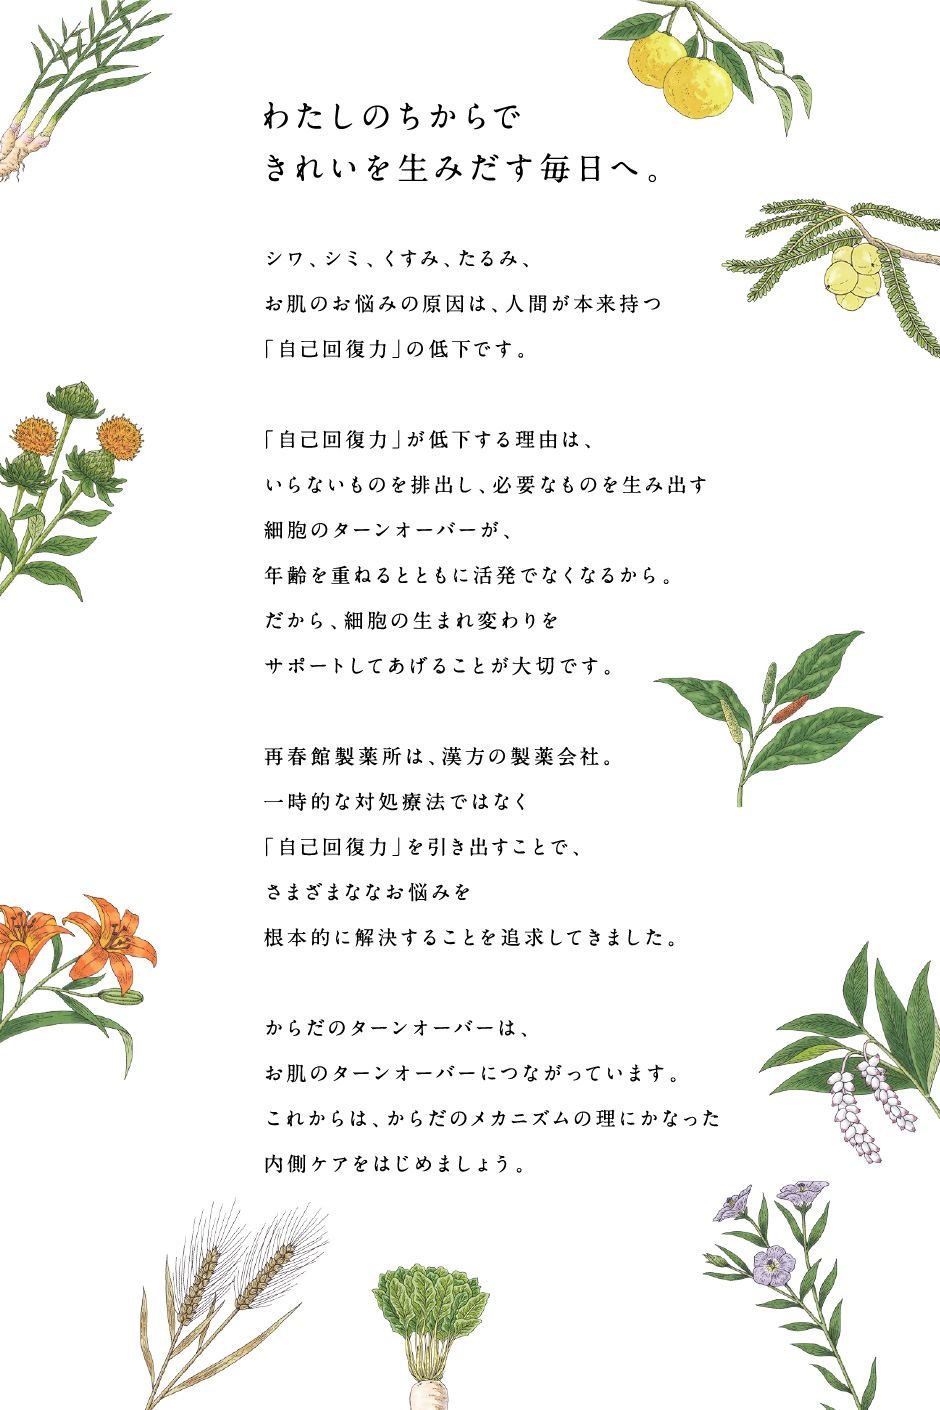 わたしのちからで
きれいを生みだす毎日へ。
シワ、シミ、くすみ、たるみ、
お肌のお悩みの原因は、人間が本来持つ
「自己回復力」の低下です。
「自己回復力」が低下する理由は、
いらないものを排出し、必要なものを生み出す
細胞のターンオーバーが、
年齢を重ねるとともに活発でなくなるから。
だから、細胞の生まれ変わりを
サポートしてあげることが大切です。
再春館製薬所は、漢方の製薬会社。
一時的な対処療法ではなく
「自己回復力」を引き出すことで、
さまざまななお悩みを
根本的に解決することを追求してきました。
からだのターンオーバーは、
お肌のターンオーバーにつながっています。
これからは、からだのメカニズムの理にかなった
内側ケアをはじめましょう。